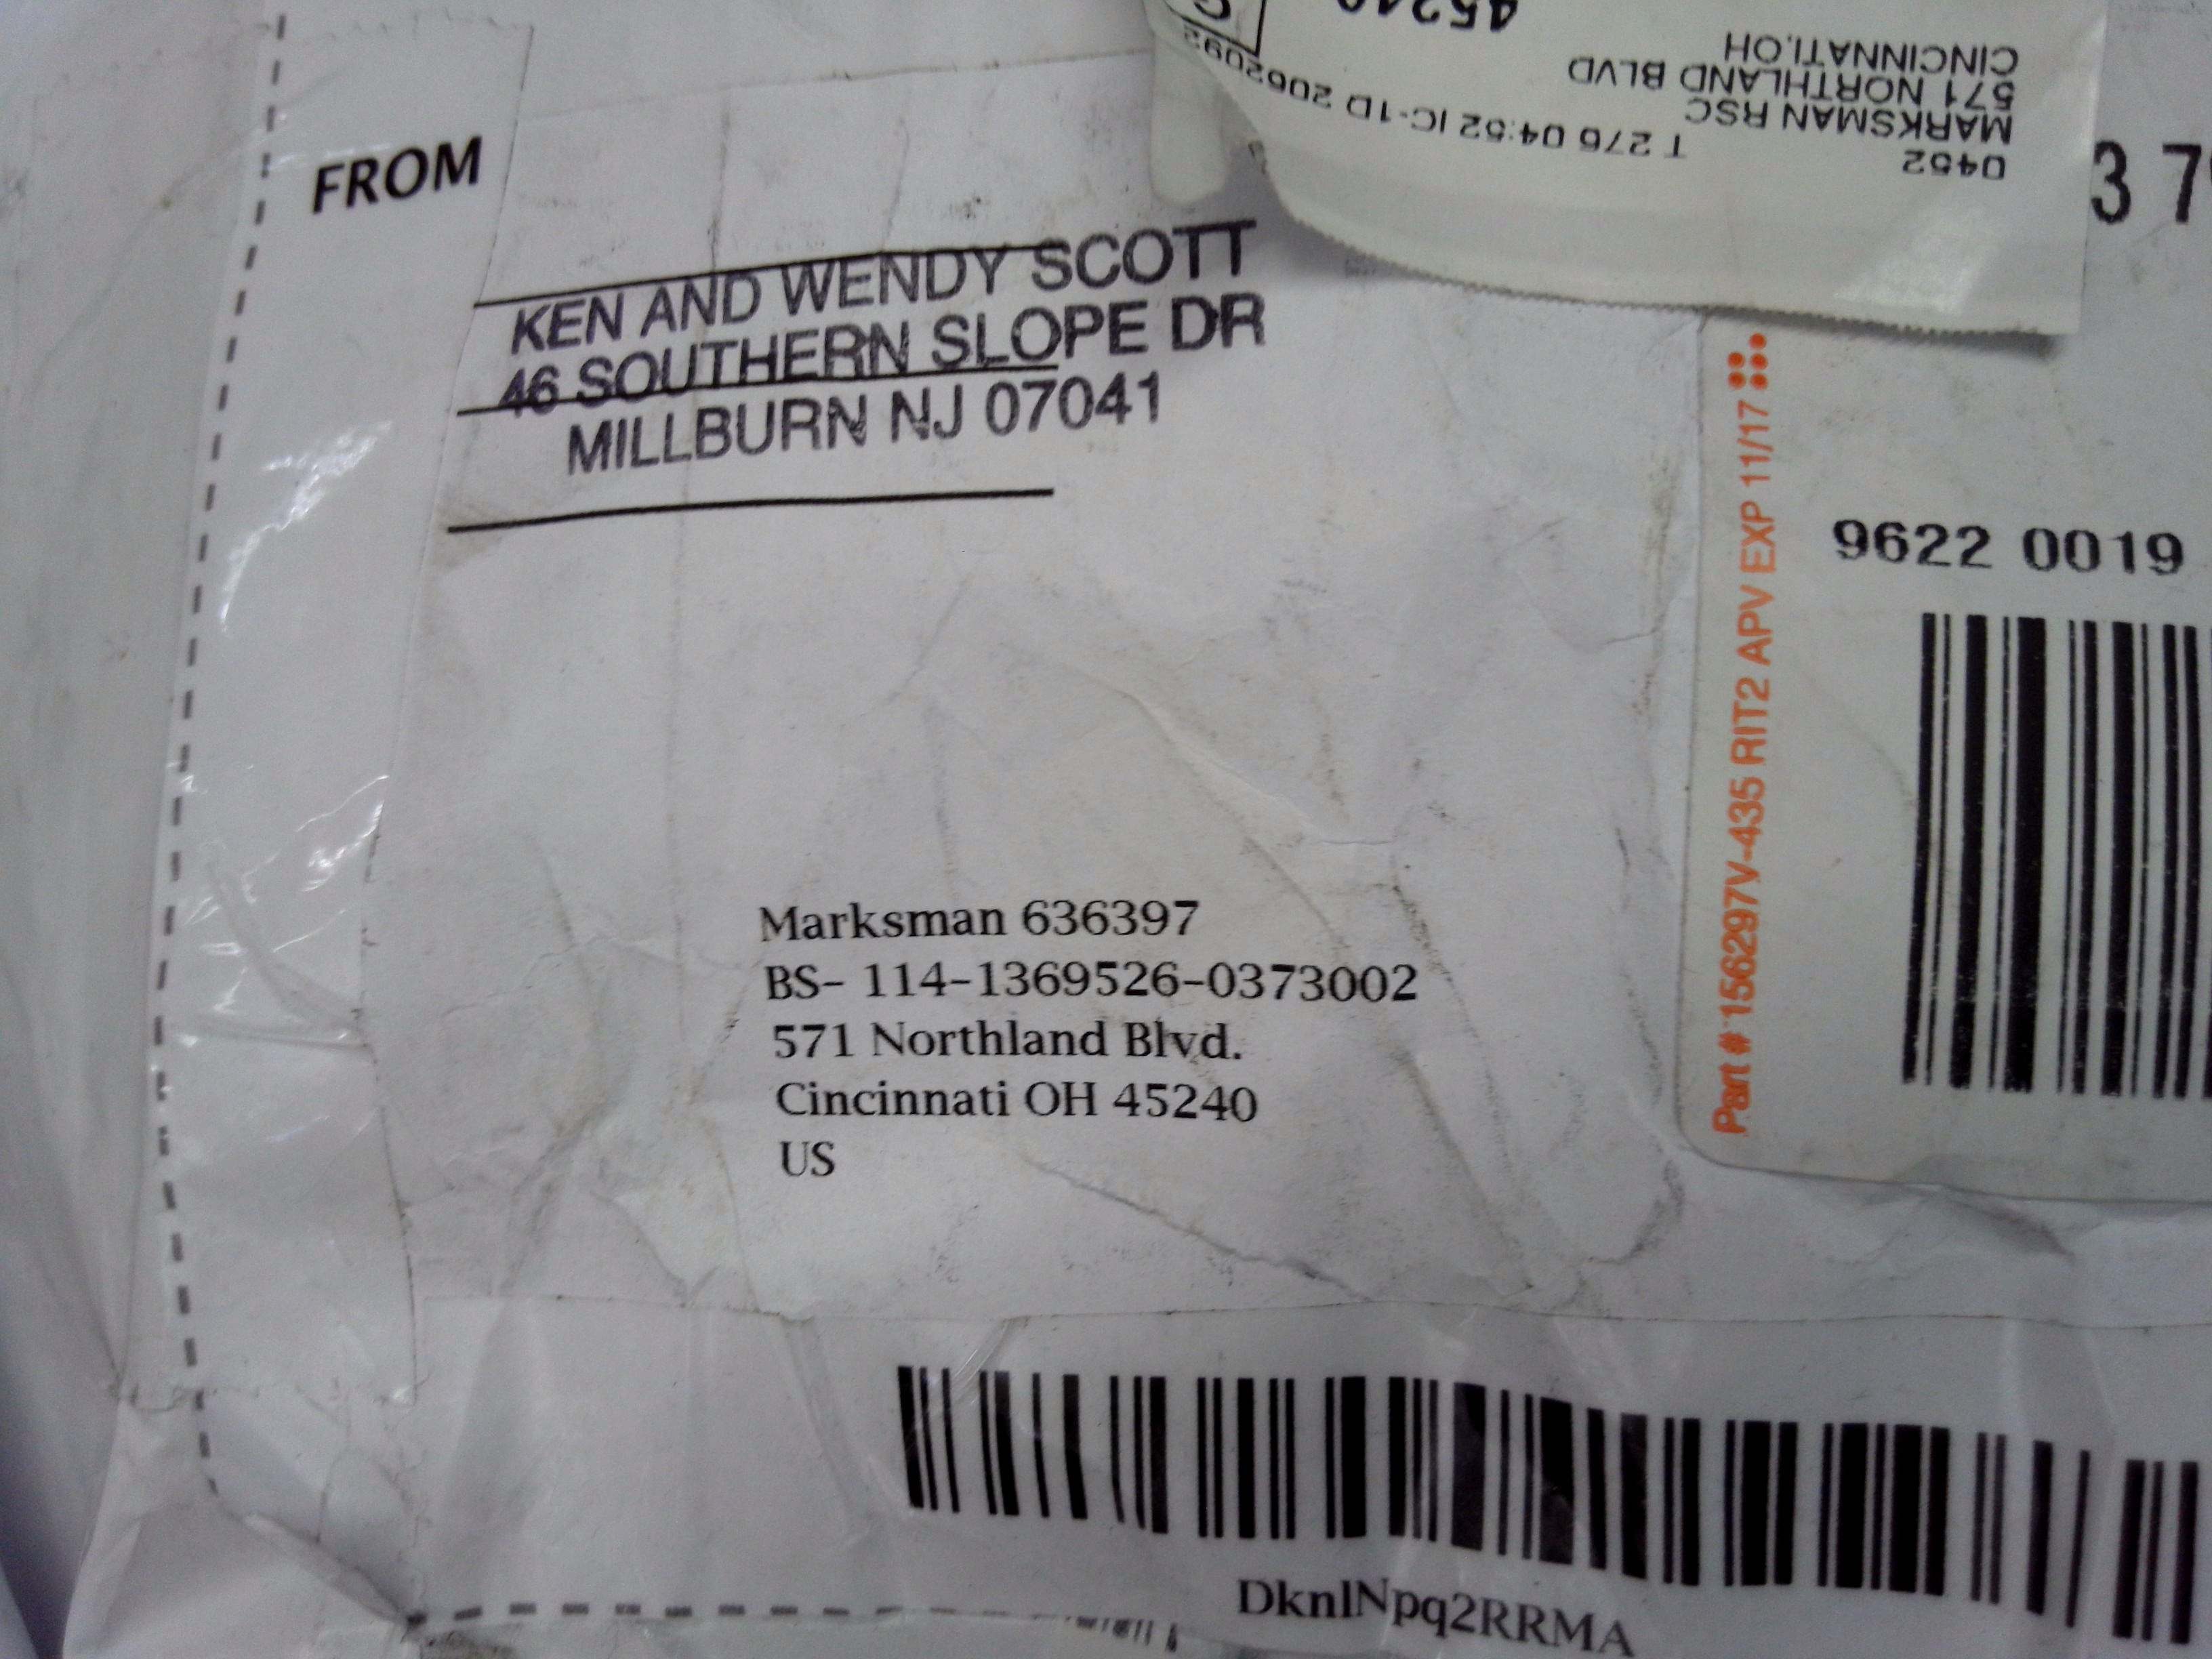 45240
CINCINNATI,OH
571 NORTHLAND BLVD
MARKSMAN RSC
0452
T 276 04:52 IC-1D 2062092
3 7
FROM
KEN AND WENDY SCOTT
46 SOUTHERN SLOPE DR
MILLBURN NJ 07041
Part # 156297V-435 RIT2 APV EXP 11/17
9622 0019
Marksman 636397
BS- 114-1369526-0373002
571 Northland Blvd.
Cincinnati OH 45240
US
DknlNpq2RRMA